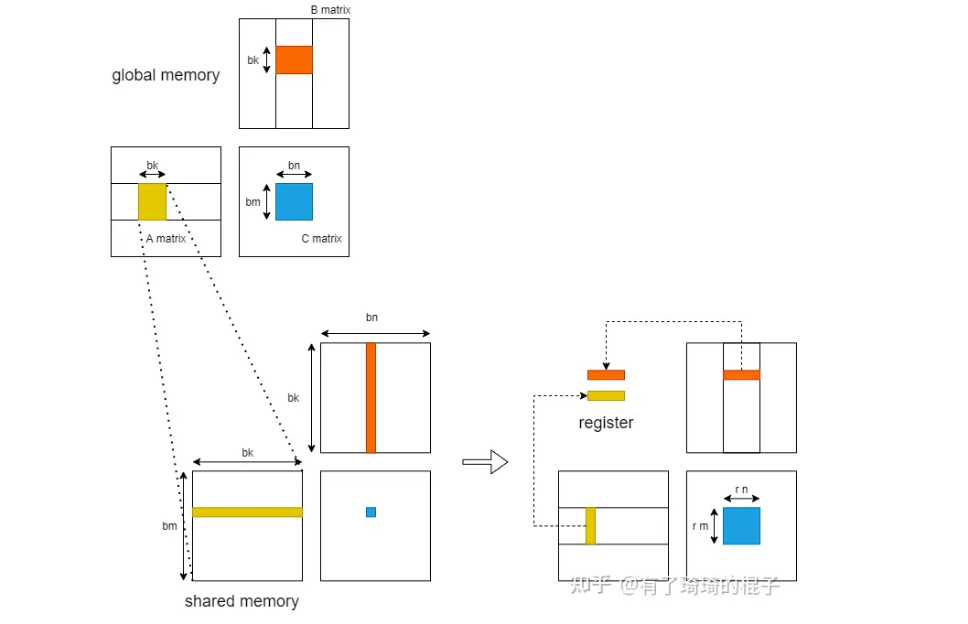 B matrix
bk
global memory
bk
bn
bm
A matrix
C matrix
bn
bk
register
bk
bm
r n
r m
知乎 @有了琦琦的棍子
shared memory